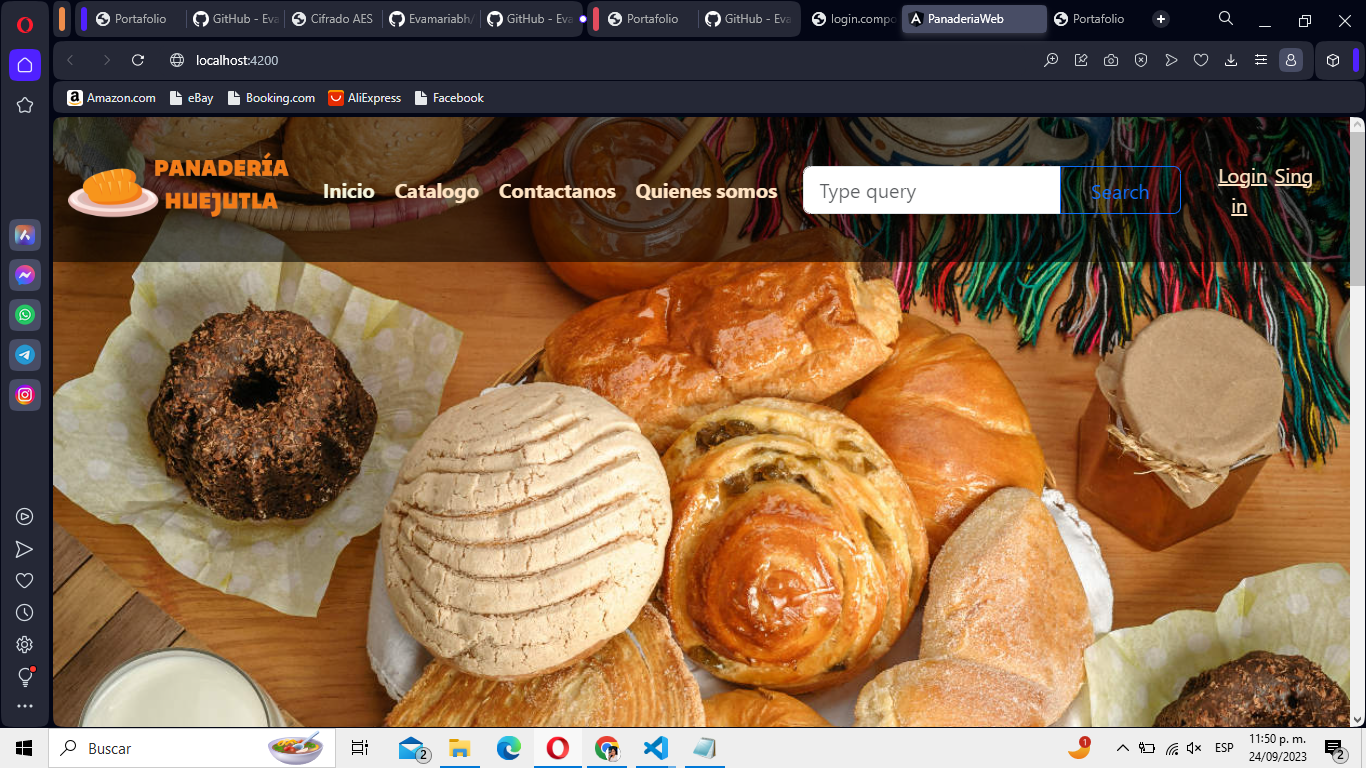 Portafolio
GitHub - Eva
Cifrado AES
Evamariabh/
GitHub - Eva
Portafolio
GitHub - Eva
login.compo
PanaderiaWeb
Portafolio
localhost:4200
Amazon.com
eBay
Booking.com
AliExpress
Facebook
PANADERÍA
HUEJUTLA
Inicio
Catalogo
Contactanos
Quienes somos
Type query
Search
Login Sing
in
Buscar
2
1
ESP
11:50 p. m.
24/09/2023
2